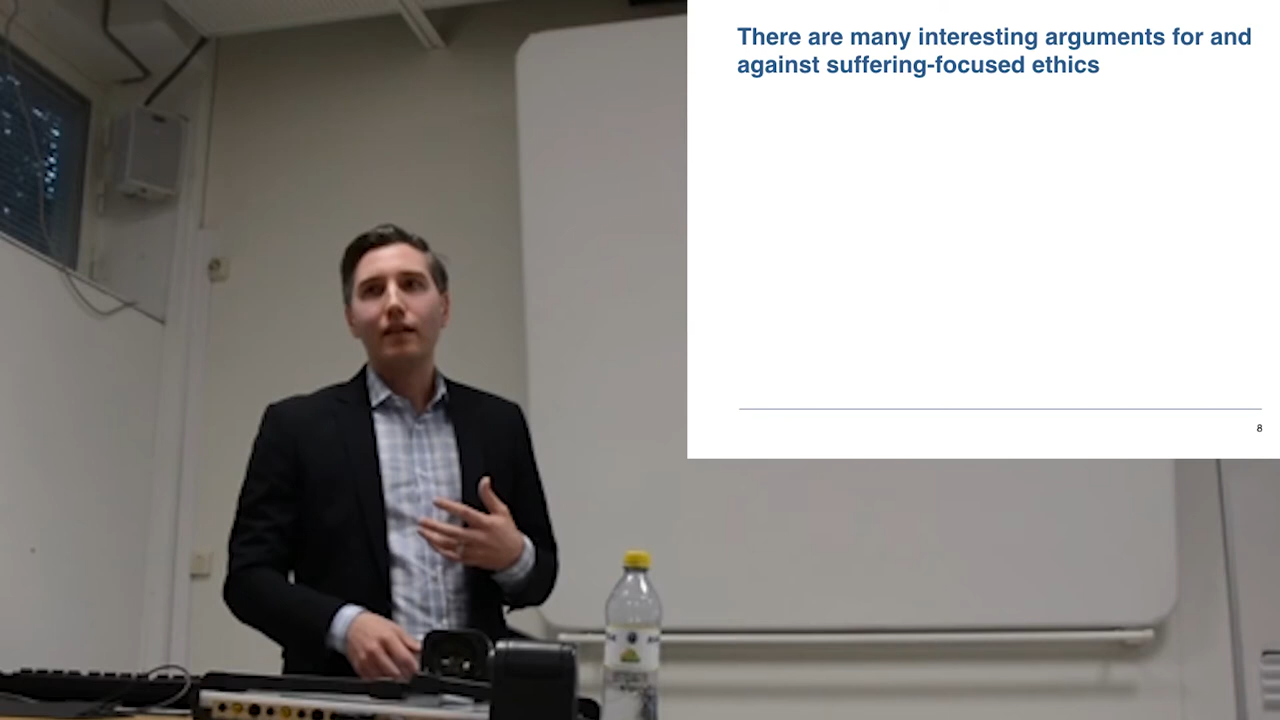 There are many interesting arguments for and
against suffering-focused ethics
8